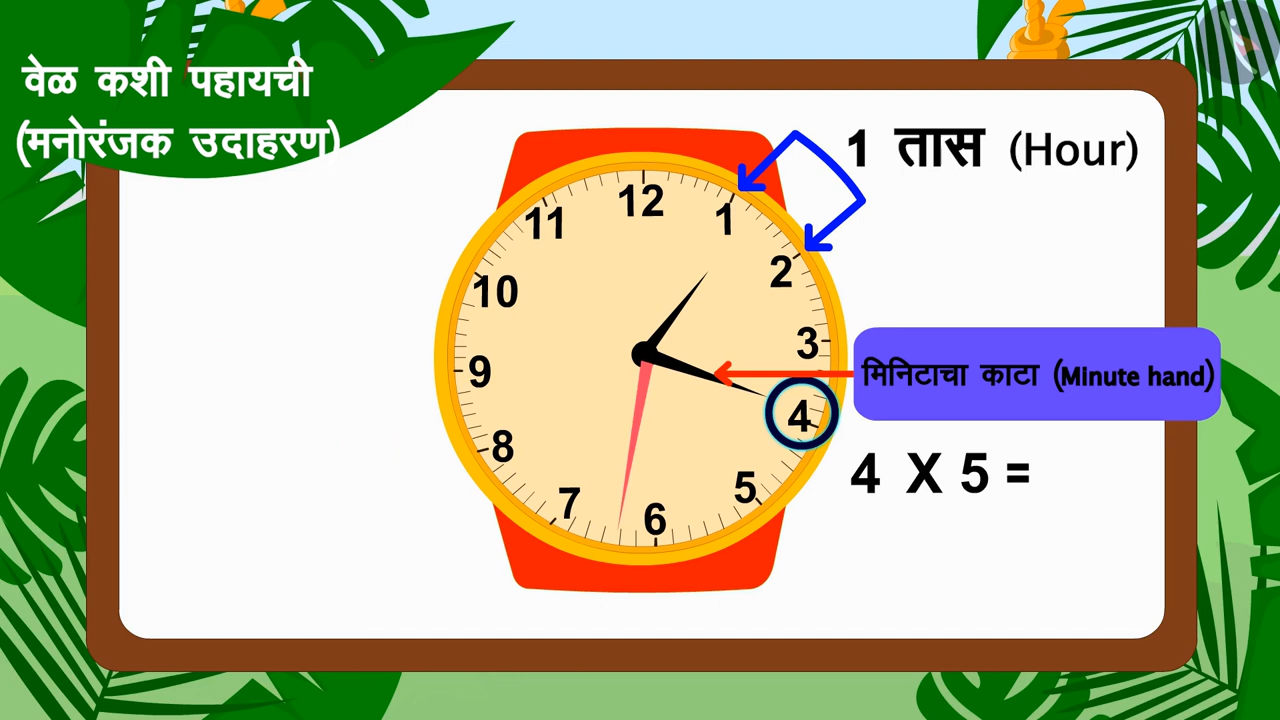 वेळ कशी पहायची
(मनोरंजक उदाहरण)
1 तास (Hour)
12
11
1
10
2
9
3
8
4
7
5
6
मिनिटाचा काटा (Minute hand)
4 X 5 =